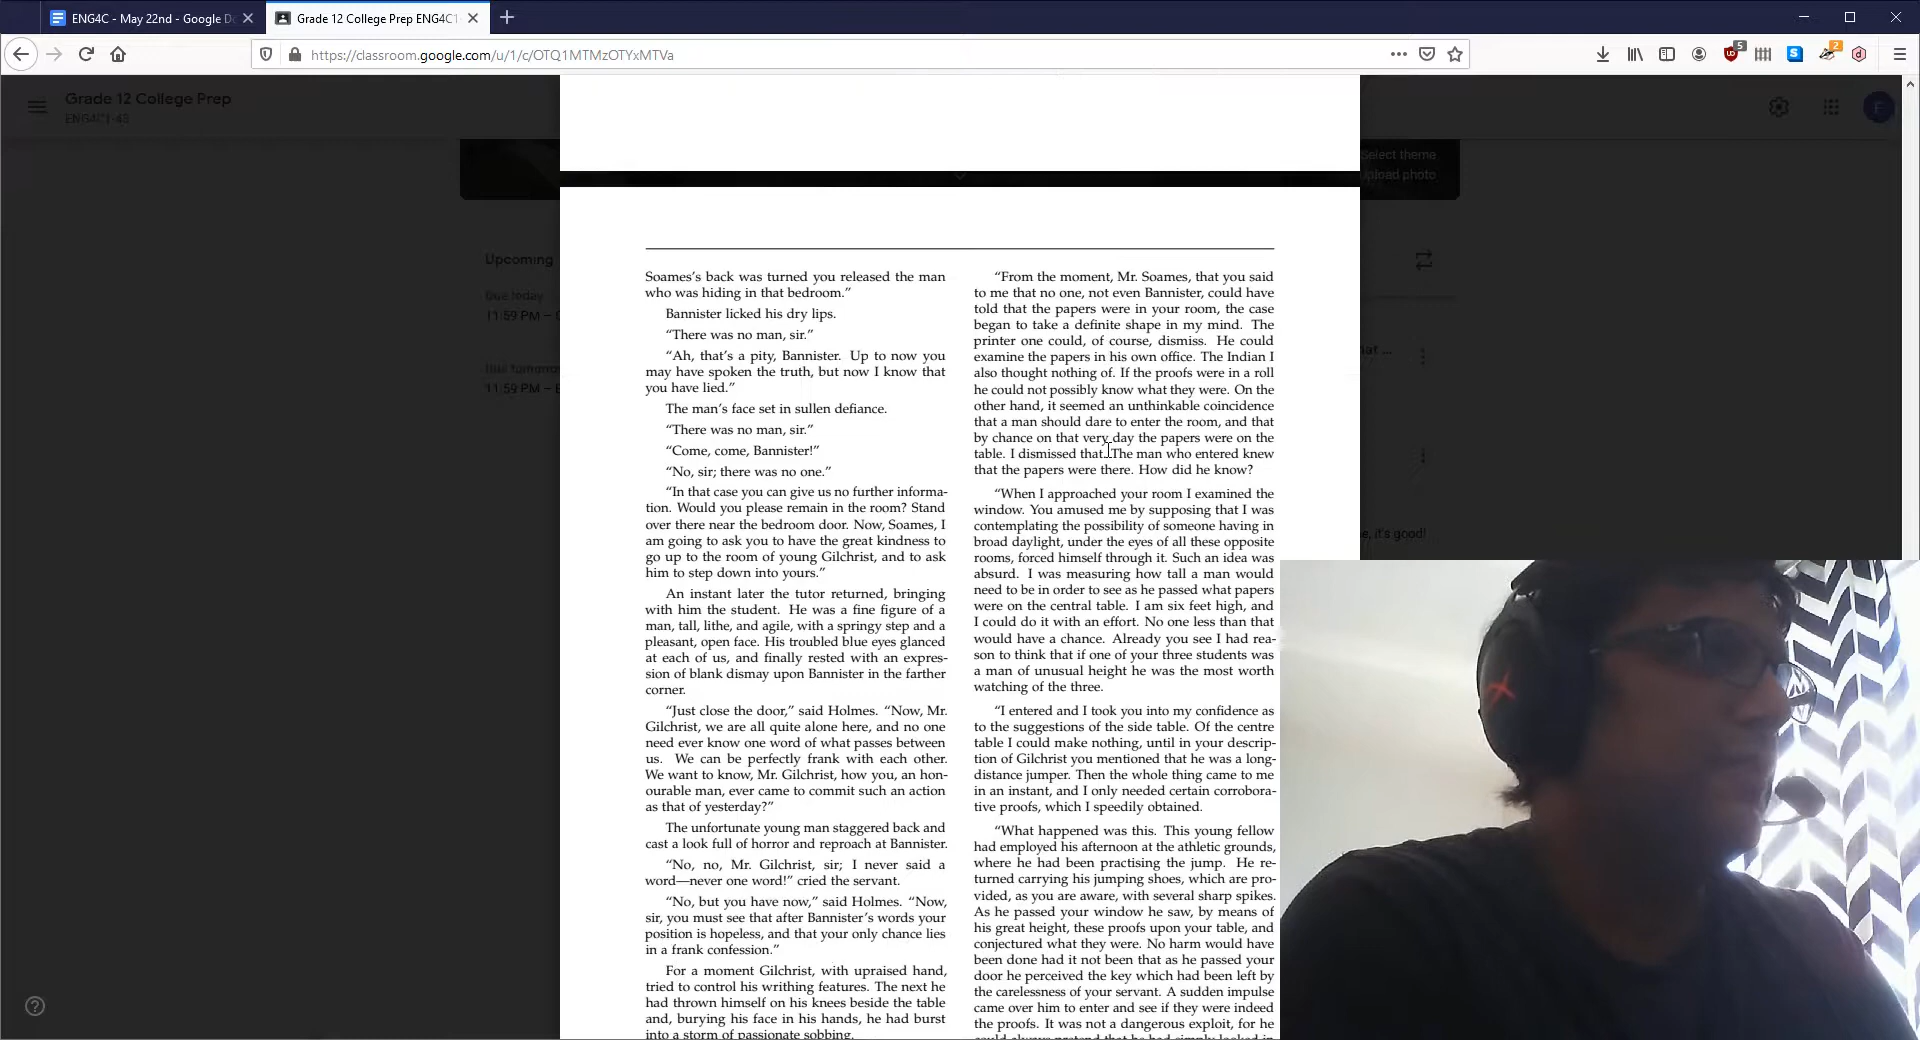 ENG4C - May 22nd - Google Do
Grade 12 College Prep ENG4C1
https://classroom.google.com/u/1/c/OTQ1MTMzOTYxMTVa
5
2
Grade 12 College Prep
ENG4C1-48
F
Select theme
Upload photo
Upcoming
Due today
11:59 PM –
Due tomorrow
11:59 PM –
, it's good!
Soames's back was turned you released the man
who was hiding in that bedroom.”
Bannister licked his dry lips.
“There was no man, sir.”
“Ah, that's a pity, Bannister. Up to now you
may have spoken the truth, but now I know that
you have lied.”
The man's face set in sullen defiance.
“There was no man, sir.”
“Come, come, Bannister!”
“No, sir; there was no one.”
“In that case you can give us no further informa-
tion. Would you please remain in the room? Stand
over there near the bedroom door. Now, Soames, I
am going to ask you to have the great kindness to
go up to the room of young Gilchrist, and to ask
him to step down into yours.”
An instant later the tutor returned, bringing
with him the student. He was a fine figure of a
man, tall, lithe, and agile, with a springy step and a
pleasant, open face. His troubled blue eyes glanced
at each of us, and finally rested with an expres-
sion of blank dismay upon Bannister in the farther
corner.
“Just close the door,” said Holmes. “Now, Mr.
Gilchrist, we are all quite alone here, and no one
need ever know one word of what passes between
us. We can be perfectly frank with each other.
We want to know, Mr. Gilchrist, how you, an hon-
ourable man, ever came to commit such an action
as that of yesterday?”
The unfortunate young man staggered back and
cast a look full of horror and reproach at Bannister.
“No, no, Mr. Gilchrist, sir; I never said a
word—never one word!” cried the servant.
“No, but you have now,” said Holmes. “Now,
sir, you must see that after Bannister's words your
position is hopeless, and that your only chance lies
in a frank confession.”
For a moment Gilchrist, with upraised hand,
tried to control his writhing features. The next he
had thrown himself on his knees beside the table
and, burying his face in his hands, he had burst
into a storm of passionate sobbing.
“From the moment, Mr. Soames, that you said
to me that no one, not even Bannister, could have
told that the papers were in your room, the case
began to take a definite shape in my mind. The
printer one could, of course, dismiss. He could
examine the papers in his own office. The Indian I
also thought nothing of. If the proofs were in a roll
he could not possibly know what they were. On the
other hand, it seemed an unthinkable coincidence
that a man should dare to enter the room, and that
by chance on that very day the papers were on the
table. I dismissed that. The man who entered knew
that the papers were there. How did he know?
“When I approached your room I examined the
window. You amused me by supposing that I was
contemplating the possibility of someone having in
broad daylight, under the eyes of all these opposite
rooms, forced himself through it. Such an idea was
absurd. I was measuring how tall a man would
need to be in order to see as he passed what papers
were on the central table. I am six feet high, and
I could do it with an effort. No one less than that
would have a chance. Already you see I had rea-
son to think that if one of your three students was
a man of unusual height he was the most worth
watching of the three.
“I entered and I took you into my confidence as
to the suggestions of the side table. Of the centre
table I could make nothing, until in your descrip-
tion of Gilchrist you mentioned that he was a long-
distance jumper. Then the whole thing came to me
in an instant, and I only needed certain corrobora-
tive proofs, which I speedily obtained.
“What happened was this. This young fellow
had employed his afternoon at the athletic grounds,
where he had been practising the jump. He re-
turned carrying his jumping shoes, which are pro-
vided, as you are aware, with several sharp spikes.
As he passed your window he saw, by means of
his great height, these proofs upon your table, and
conjectured what they were. No harm would have
been done had it not been that as he passed your
door he perceived the key which had been left by
the carelessness of your servant. A sudden impulse
came over him to enter and see if they were indeed
the proofs. It was not a dangerous exploit, for he
could always pretend that he had simply looked in